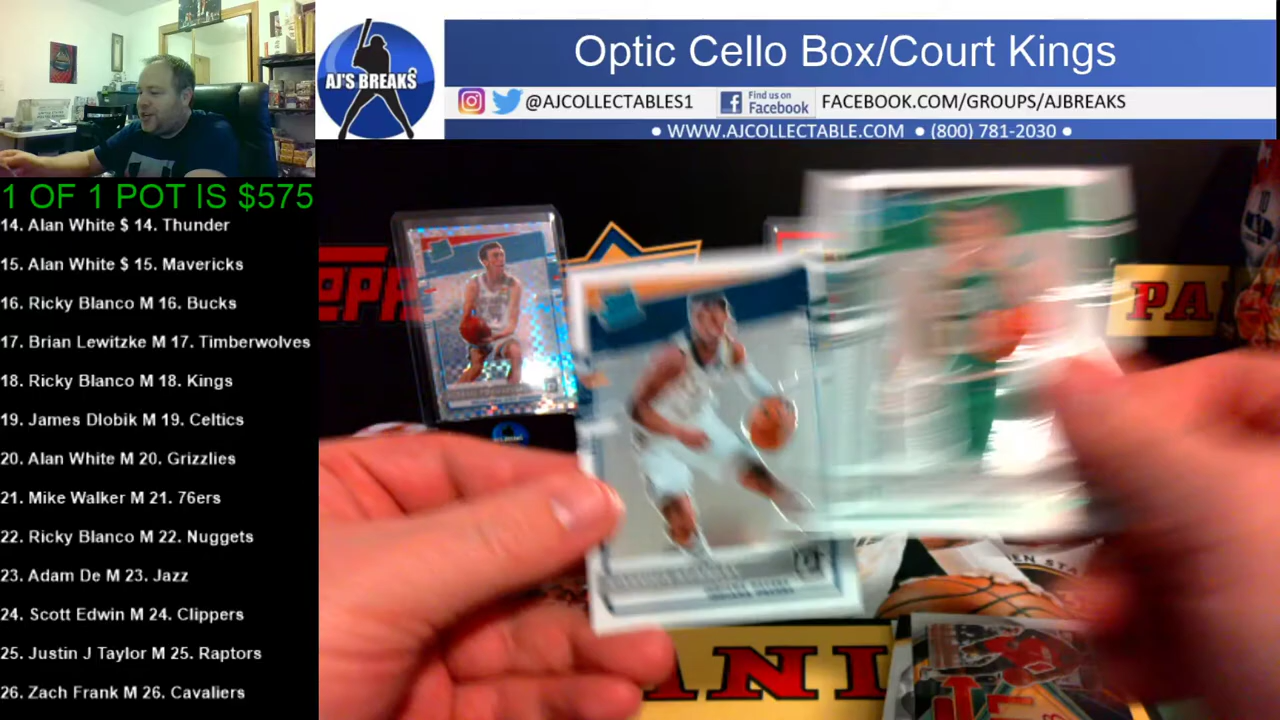 Optic Cello Box/Court Kings
AJ'S BREAKS
@AJCOLLECTABLES1
Find us on
Facebook
FACEBOOK.COM/GROUPS/AJBREAKS
• WWW.AJCOLLECTABLE.COM • (800) 781-2030 •
1 OF 1 POT IS $575
14. Alan White $ 14. Thunder
15. Alan White $ 15. Mavericks
16. Ricky Blanco M 16. Bucks
17. Brian Lewitzke M 17. Timberwolves
18. Ricky Blanco M 18. Kings
19. James Dlobik M 19. Celtics
20. Alan White M 20. Grizzlies
21. Mike Walker M 21. 76ers
22. Ricky Blanco M 22. Nuggets
23. Adam De M 23. Jazz
24. Scott Edwin M 24. Clippers
25. Justin J Taylor M 25. Raptors
26. Zach Frank M 26. Cavaliers
PANINI